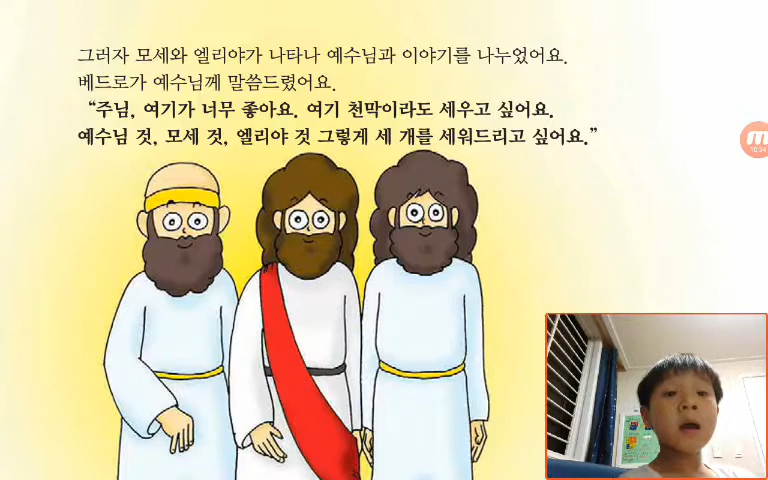 그러자 모세와 엘리야가 나타나 예수님과 이야기를 나누었어요.
베드로가 예수님께 말씀드렸어요.
“주님, 여기가 너무 좋아요. 여기 천막이라도 세우고 싶어요.
예수님 것, 모세 것, 엘리야 것 그렇게 세 개를 세워드리고 싶어요.”